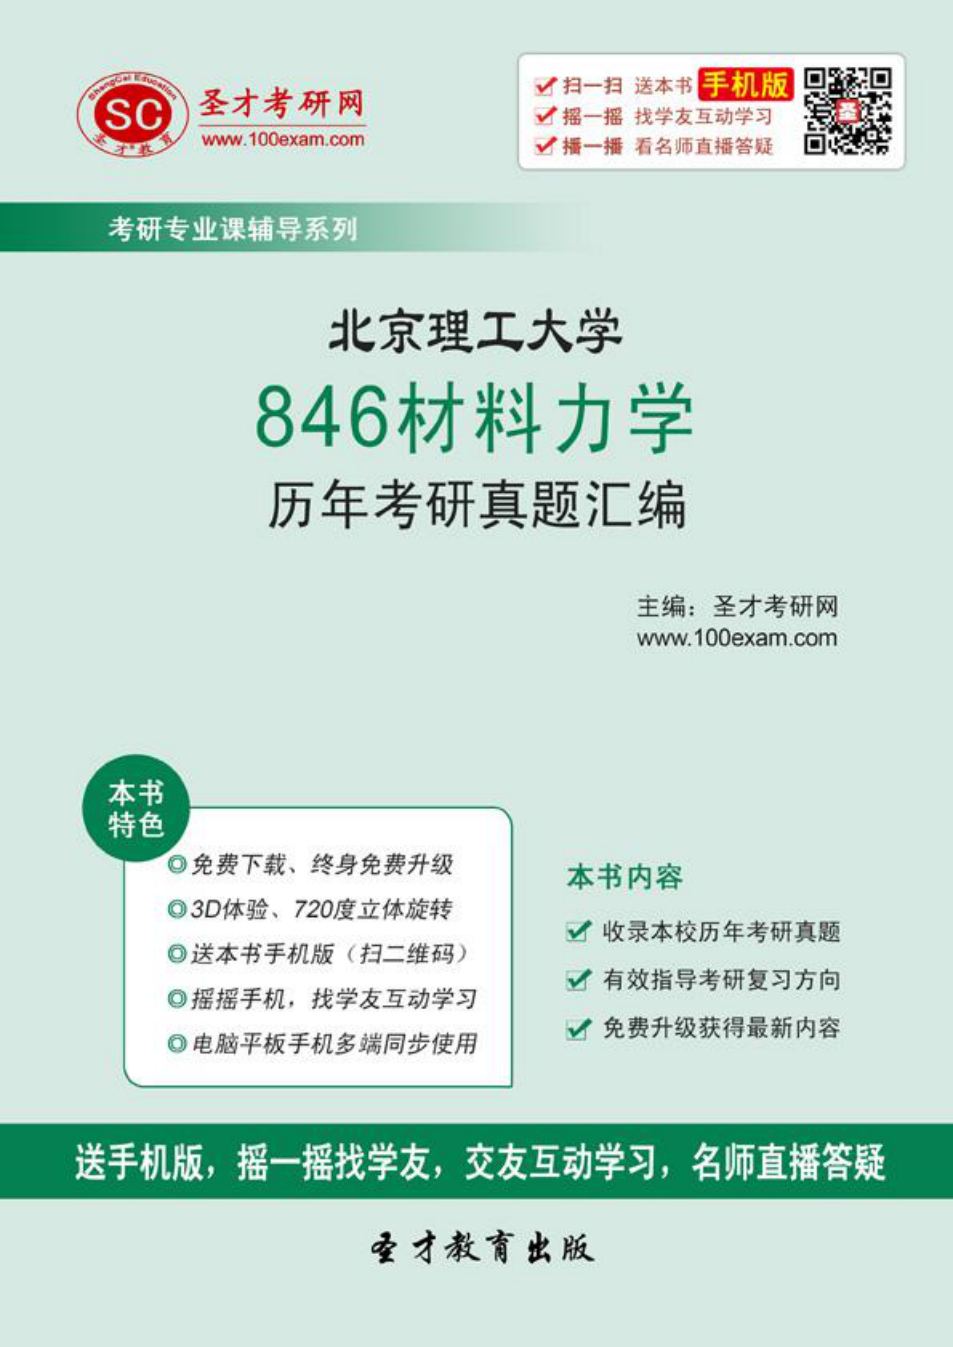 ShengCai Education
SC
圣才®教育
圣才考研网
www.100exam.com
扫一扫 送本书 手机版
摇一摇 找学友互动学习
播一播 看名师直播答疑
圣
考研专业课辅导系列
北京理工大学
846材料力学
历年考研真题汇编
主编：圣才考研网
www.100exam.com
本书
特色
◎免费下载、终身免费升级
◎3D体验、720度立体旋转
◎送本书手机版（扫二维码）
◎摇摇手机，找学友互动学习
◎电脑平板手机多端同步使用
本书内容
收录本校历年考研真题
有效指导考研复习方向
免费升级获得最新内容
送手机版，摇一摇找学友，交友互动学习，名师直播答疑
圣才教育出版